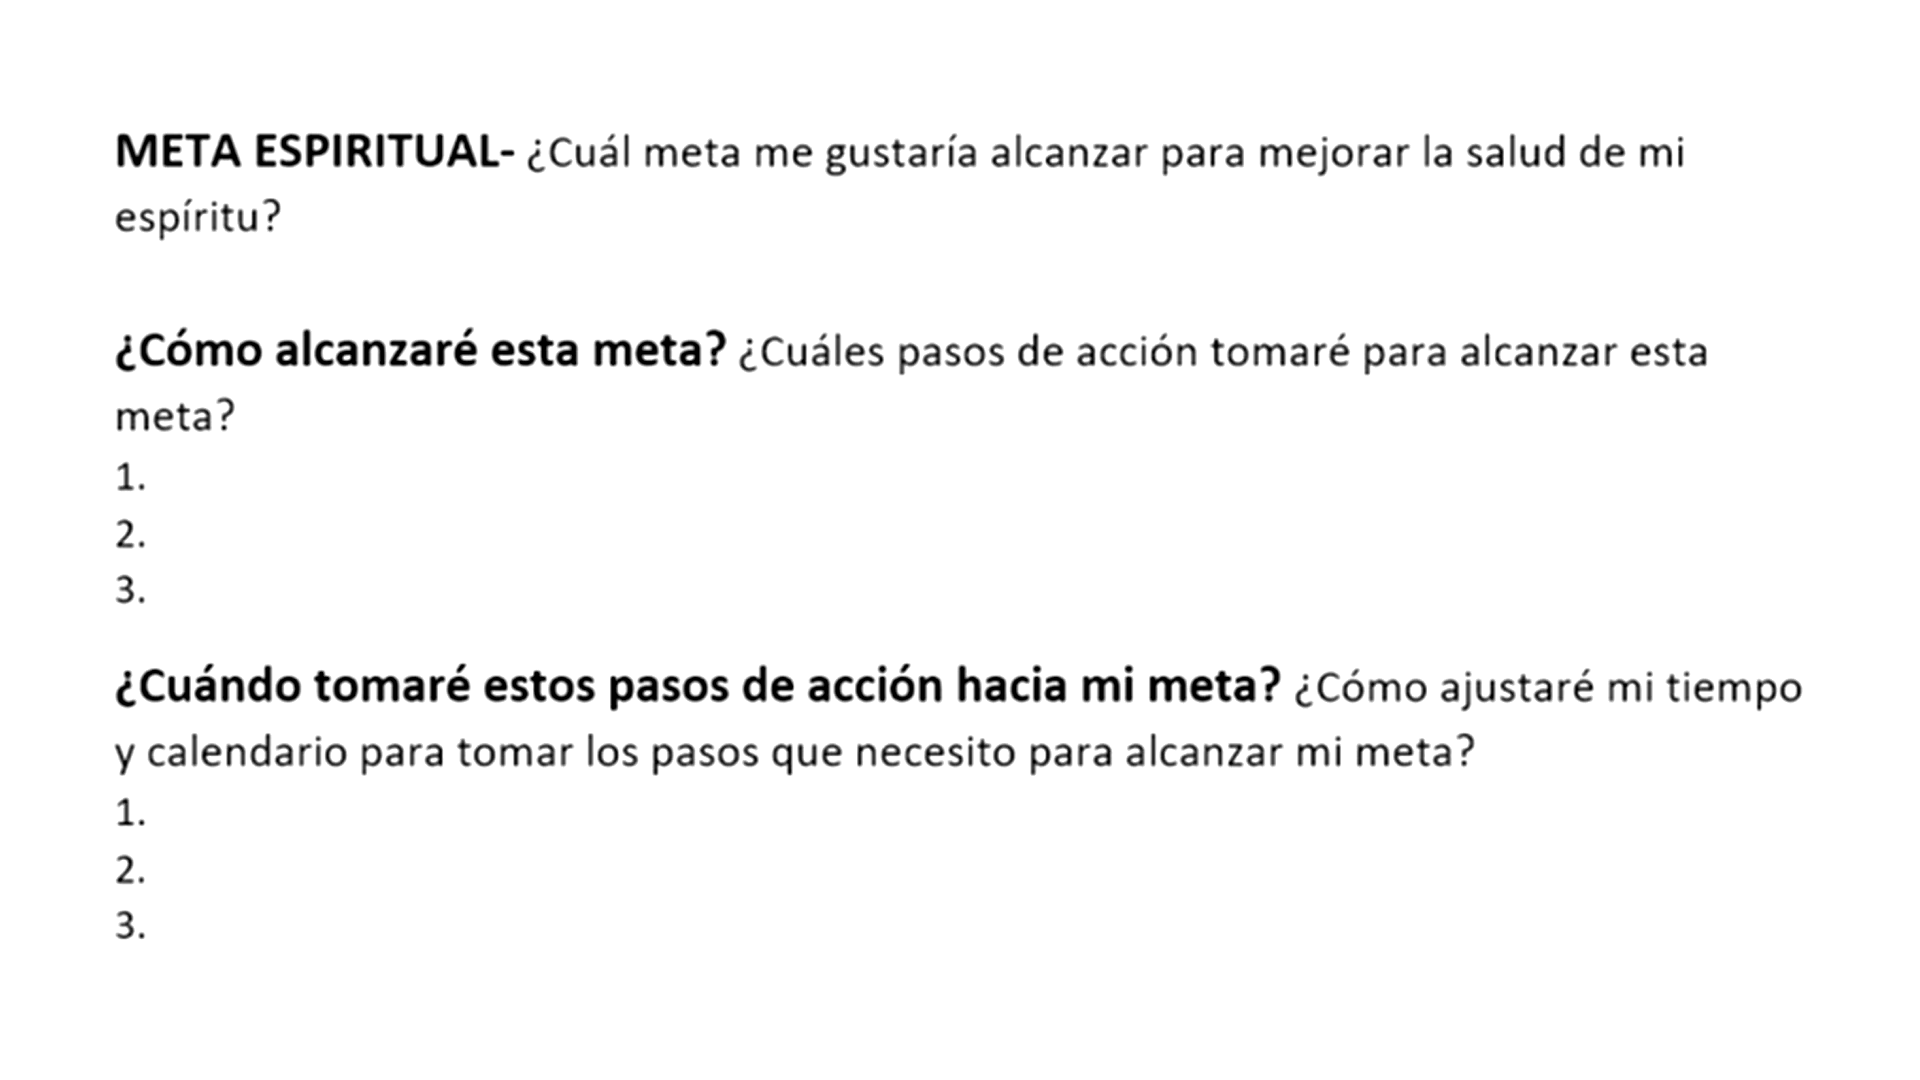 META ESPIRITUAL- ¿Cuál meta me gustaría alcanzar para mejorar la salud de mi
espíritu?
¿Cómo alcanzaré esta meta? ¿Cuáles pasos de acción tomaré para alcanzar esta
meta?
1.
2.
3.
¿Cuándo tomaré estos pasos de acción hacia mi meta? ¿Cómo ajustaré mi tiempo
y calendario para tomar los pasos que necesito para alcanzar mi meta?
1.
2.
3.